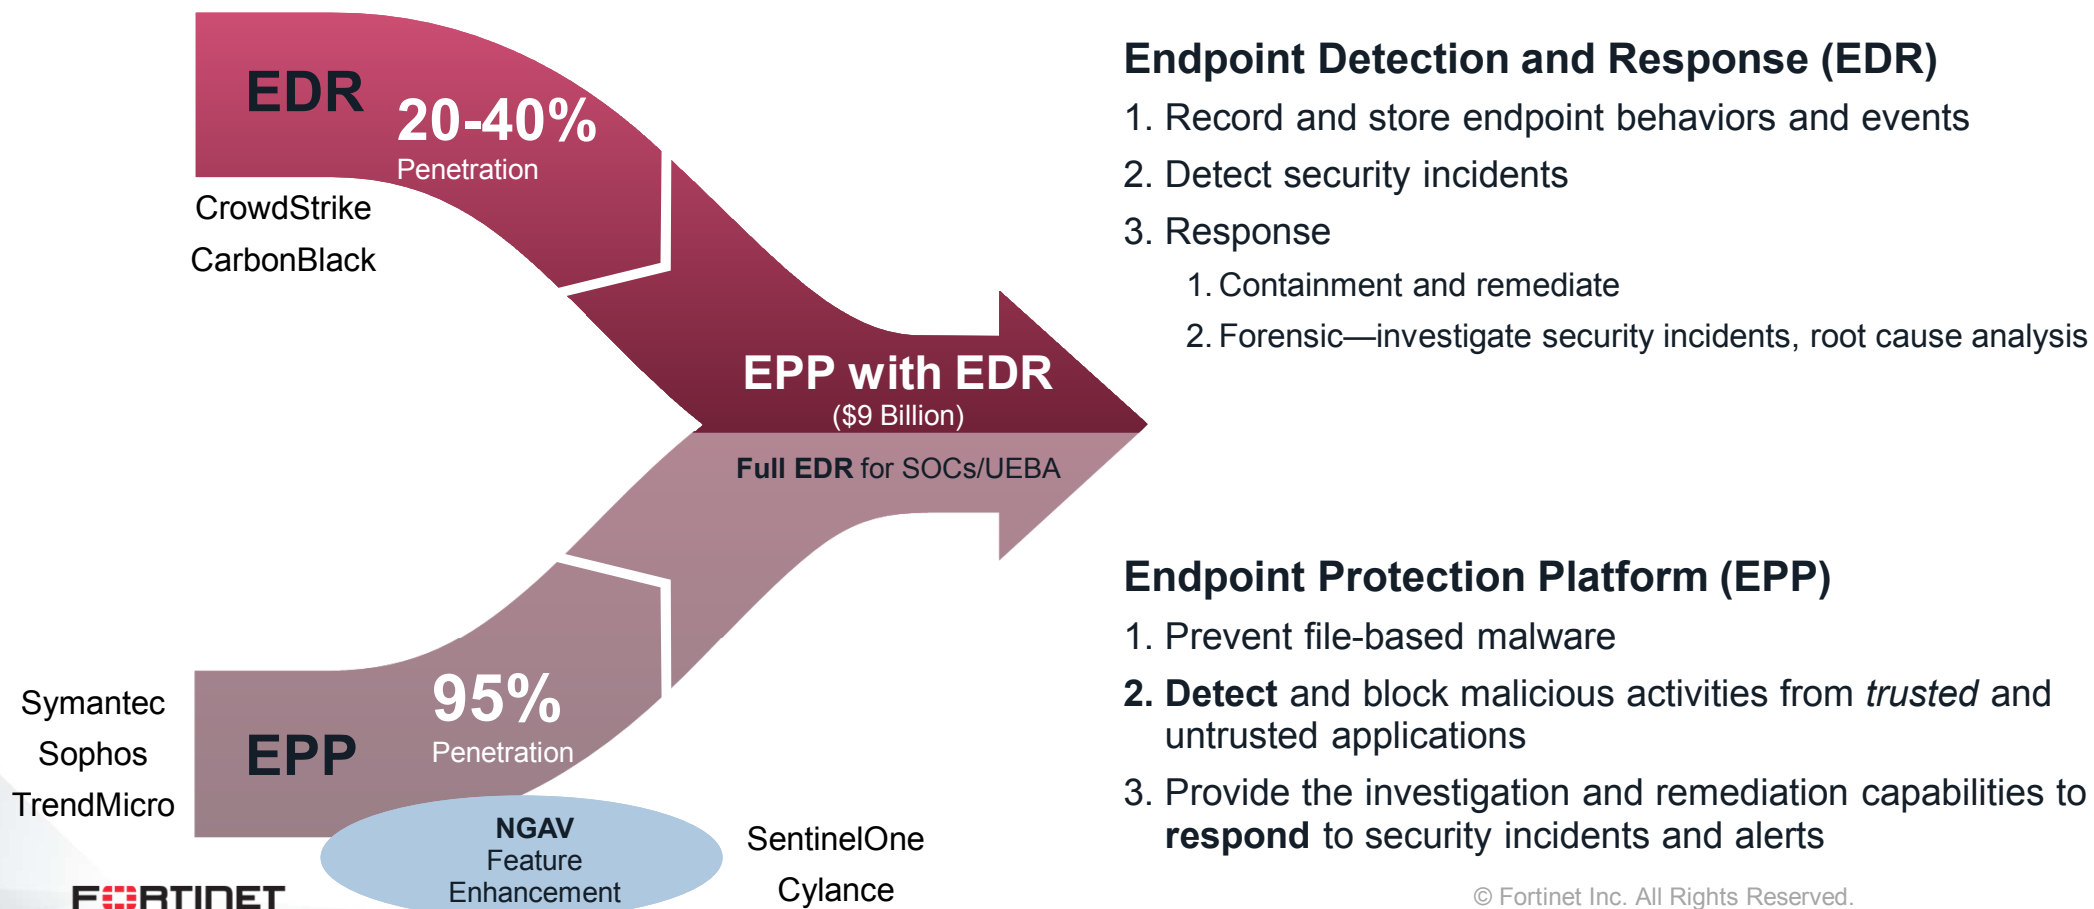 EDR
20-40%
Penetration
CrowdStrike
CarbonBlack
EPP with EDR
($9 Billion)
Full EDR for SOCs/UEBA
95%
Penetration
EPP
Symantec
Sophos
TrendMicro
NGAV
Feature
Enhancement
SentinelOne
Cylance
Endpoint Detection and Response (EDR)
1. Record and store endpoint behaviors and events
2. Detect security incidents
3. Response
1. Containment and remediate
2. Forensic—investigate security incidents, root cause analysis
Endpoint Protection Platform (EPP)
1. Prevent file-based malware
2. Detect and block malicious activities from trusted and
untrusted applications
3. Provide the investigation and remediation capabilities to
respond to security incidents and alerts
FORTINET
© Fortinet Inc. All Rights Reserved.